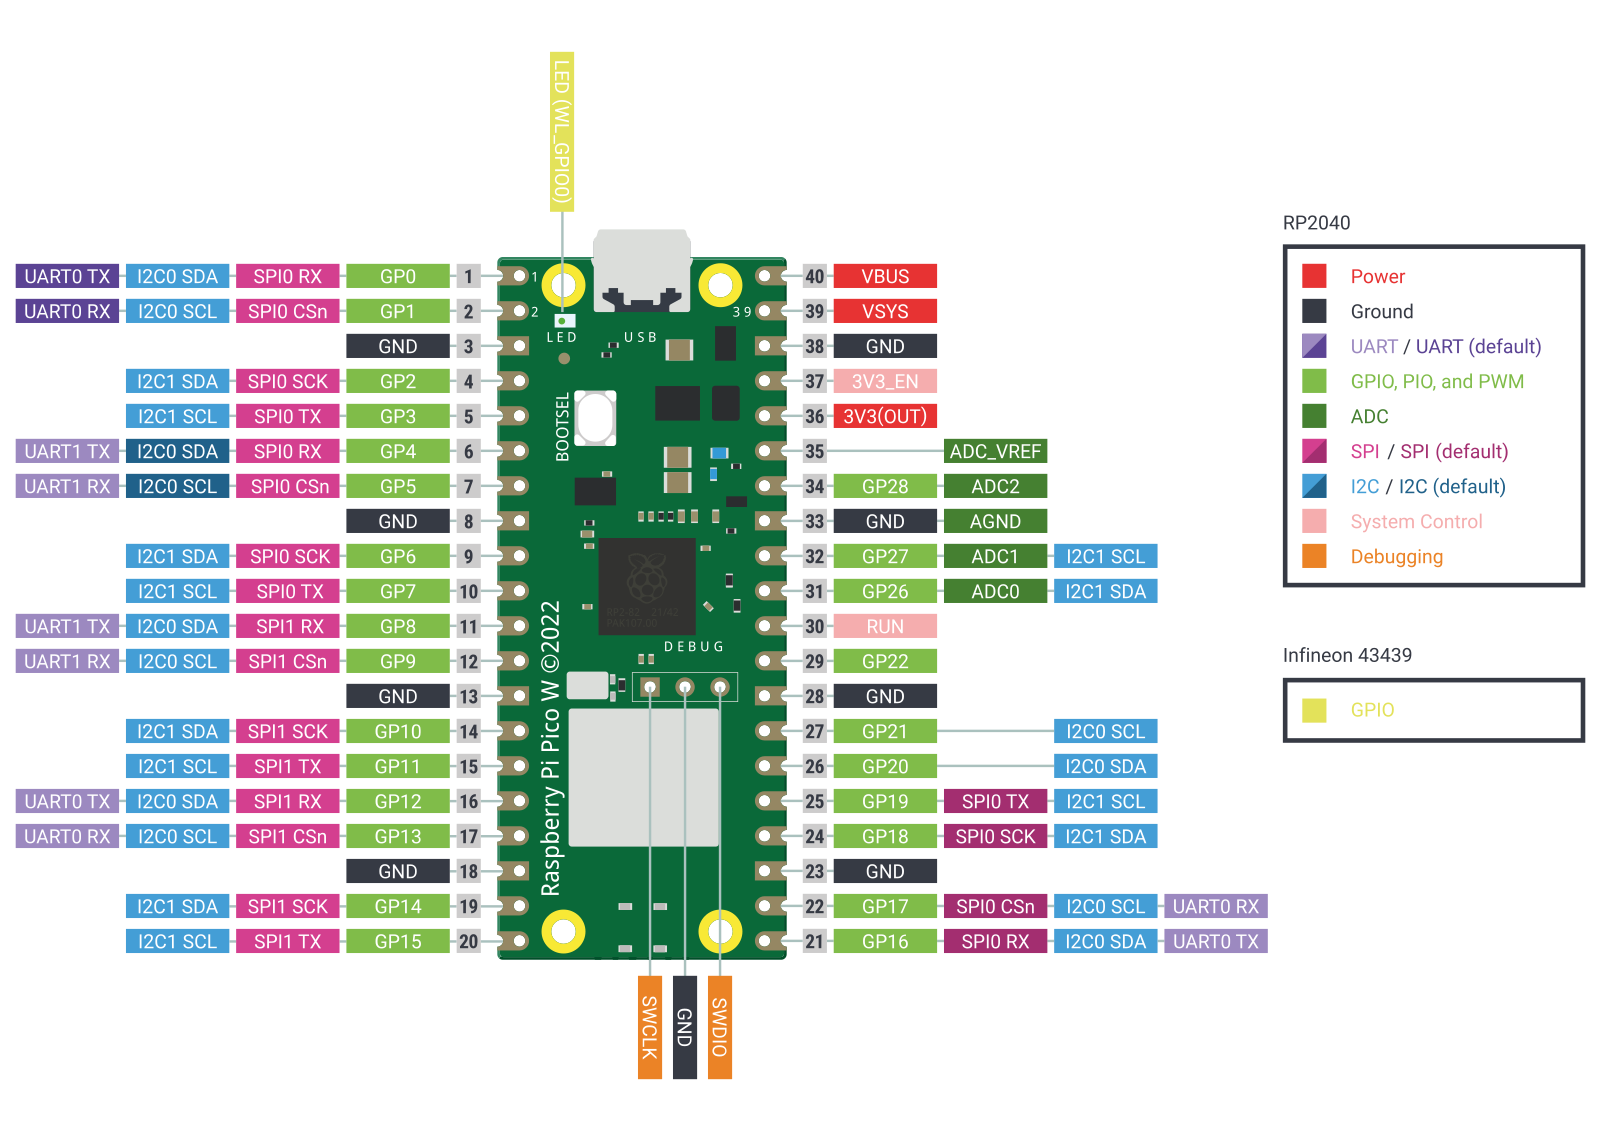 LED (WL_GPIO0)
UART0 TX I2C0 SDA SPI0 RX GP0 1
UART0 RX I2C0 SCL SPI0 CSn GP1 2
GND 3
I2C1 SDA SPI0 SCK GP2 4
I2C1 SCL SPI0 TX GP3 5
UART1 TX I2C0 SDA SPI0 RX GP4 6
UART1 RX I2C0 SCL SPI0 CSn GP5 7
GND 8
I2C1 SDA SPI0 SCK GP6 9
I2C1 SCL SPI0 TX GP7 10
UART1 TX I2C0 SDA SPI1 RX GP8 11
UART1 RX I2C0 SCL SPI1 CSn GP9 12
GND 13
I2C1 SDA SPI1 SCK GP10 14
I2C1 SCL SPI1 TX GP11 15
UART0 TX I2C0 SDA SPI1 RX GP12 16
UART0 RX I2C0 SCL SPI1 CSn GP13 17
GND 18
I2C1 SDA SPI1 SCK GP14 19
I2C1 SCL SPI1 TX GP15 20
1
2
39
LED
USB
BOOTSEL
DEBUG
Raspberry Pi Pico W ©2022
40 VBUS
39 VSYS
38 GND
37 3V3_EN
36 3V3(OUT)
35 ADC_VREF
34 GP28 ADC2
33 GND AGND
32 GP27 ADC1 I2C1 SCL
31 GP26 ADC0 I2C1 SDA
30 RUN
29 GP22
28 GND
27 GP21 I2C0 SCL
26 GP20 I2C0 SDA
25 GP19 SPI0 TX I2C1 SCL
24 GP18 SPI0 SCK I2C1 SDA
23 GND
22 GP17 SPI0 CSn I2C0 SCL UART0 RX
21 GP16 SPI0 RX I2C0 SDA UART0 TX
SWCLK
GND
SWDIO
RP2040
Power
Ground
UART / UART (default)
GPIO, PIO, and PWM
ADC
SPI / SPI (default)
I2C / I2C (default)
System Control
Debugging
Infineon 43439
GPIO